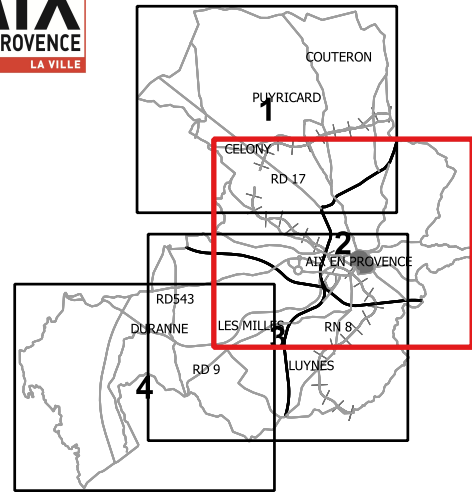 AIX
PROVENCE
LA VILLE
COUTERON
PUYRICARD
1
CELONY
RD 17
2
AIX EN PROVENCE
RD543
DURANNE
LES MILLES
3
RN 8
RD 9
LUYNES
4